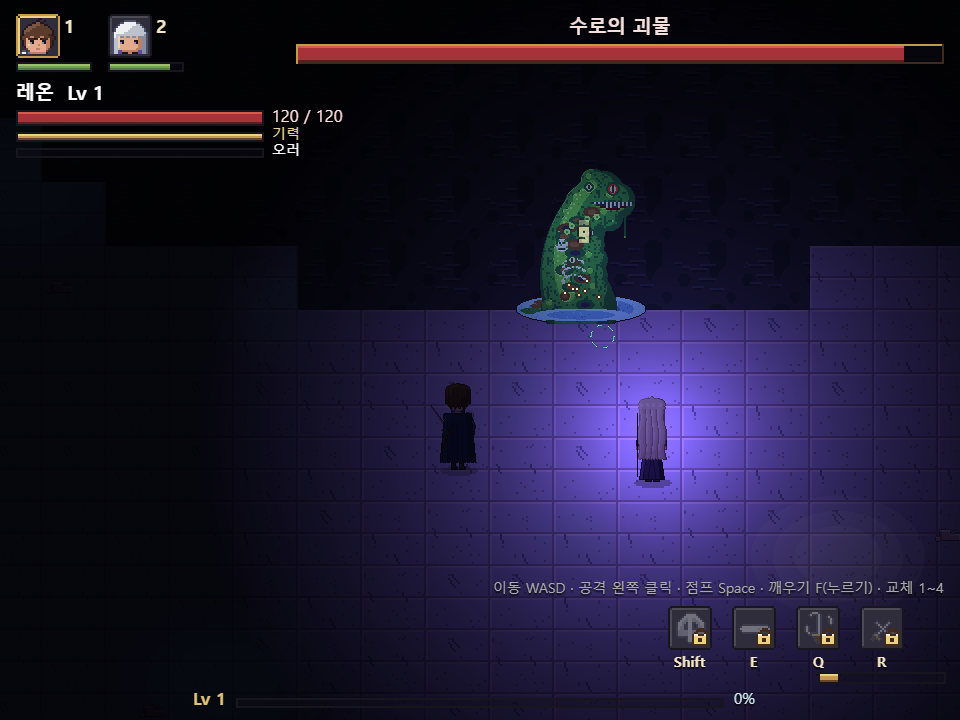 1
2
수로의 괴물
레온 Lv 1
120 / 120
기력
오러
이동 WASD · 공격 왼쪽 클릭 · 점프 Space · 깨우기 F(누르기) · 교체 1~4
Shift
E
Q
R
Lv 1
0%